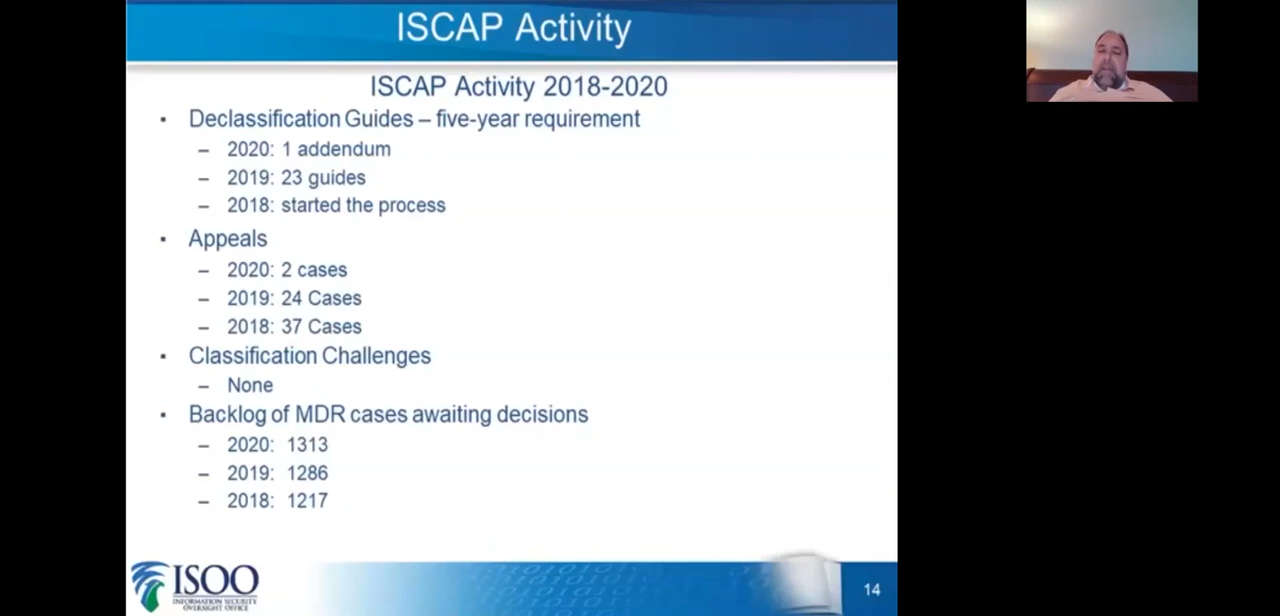 ISCAP Activity
ISCAP Activity 2018-2020
▪ Declassification Guides – five-year requirement
– 2020: 1 addendum
– 2019: 23 guides
– 2018: started the process
▪ Appeals
– 2020: 2 cases
– 2019: 24 Cases
– 2018: 37 Cases
▪ Classification Challenges
– None
▪ Backlog of MDR cases awaiting decisions
– 2020: 1313
– 2019: 1286
– 2018: 1217
ISOO
INFORMATION SECURITY
OVERSIGHT OFFICE
14